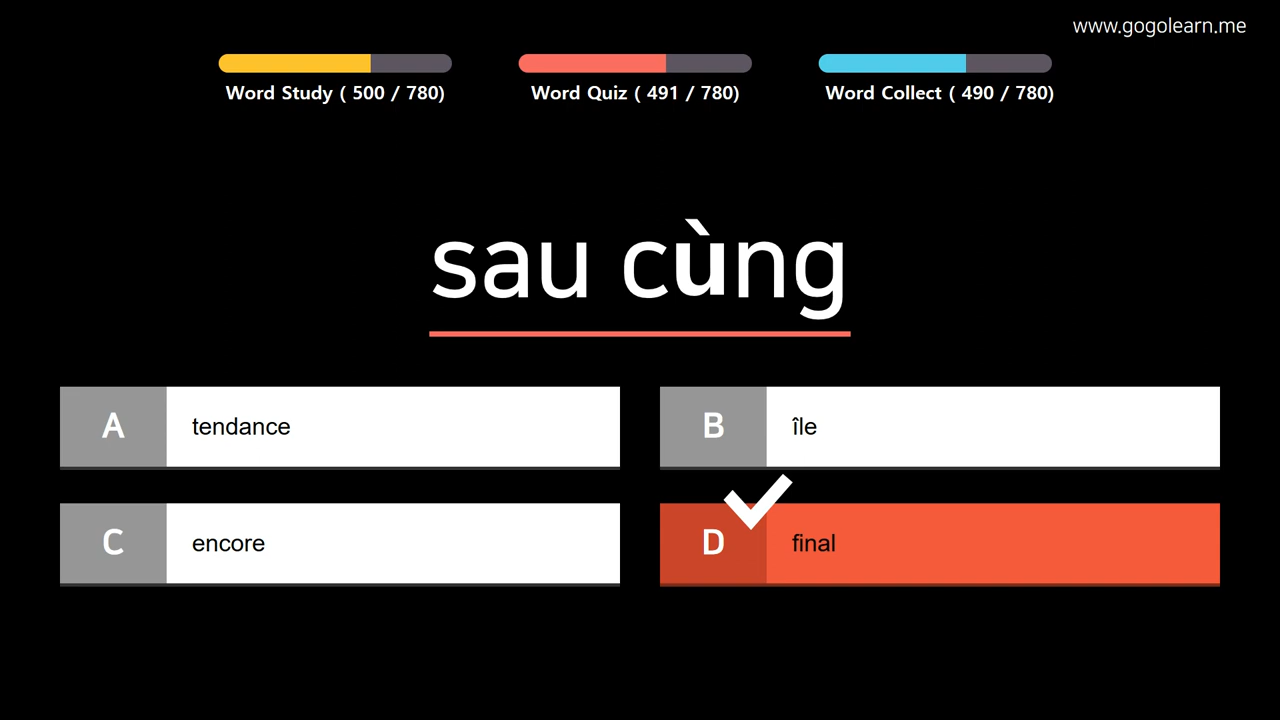 www.gogolearn.me
Word Study ( 500 / 780)
Word Quiz ( 491 / 780)
Word Collect ( 490 / 780)
sau cùng
A tendance
B île
C encore
D final